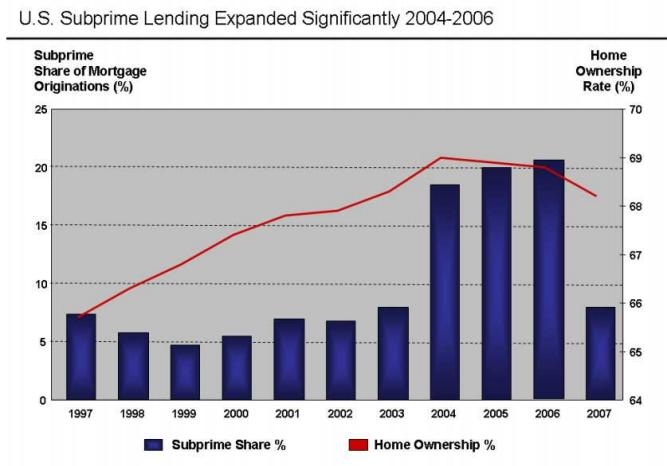 U.S. Subprime Lending Expanded Significantly 2004-2006
Subprime
Share of Mortgage
Originations (%)
Home
Ownership
Rate (%)
25
20
15
10
5
0
70
69
68
67
66
65
64
1997 1998 1999 2000 2001 2002 2003 2004 2005 2006 2007
Subprime Share % Home Ownership %